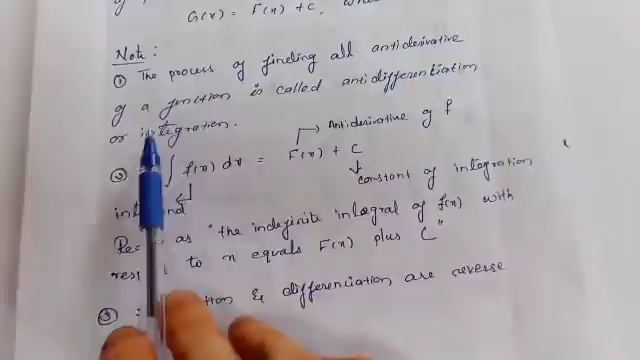 G(x) = F(x) + C,
Note:
① The process of finding all antiderivative
of a function is called antidifferentiation
or integration.
Antiderivative of f
② ∫ f(x) dx = F(x) + C
constant of integration
as "the indefinite integral of f(x) with
to x equals F(x) plus C"
③ & differenciation are reverse